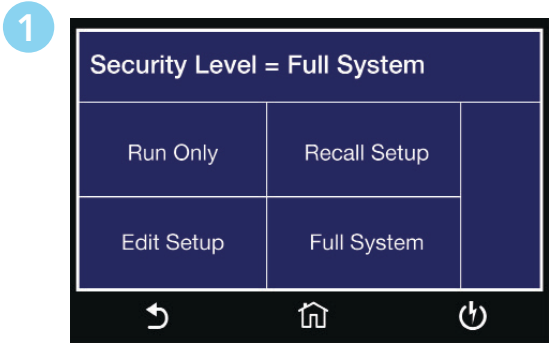 1
Security Level = Full System
Run Only Recall Setup
Edit Setup Full System